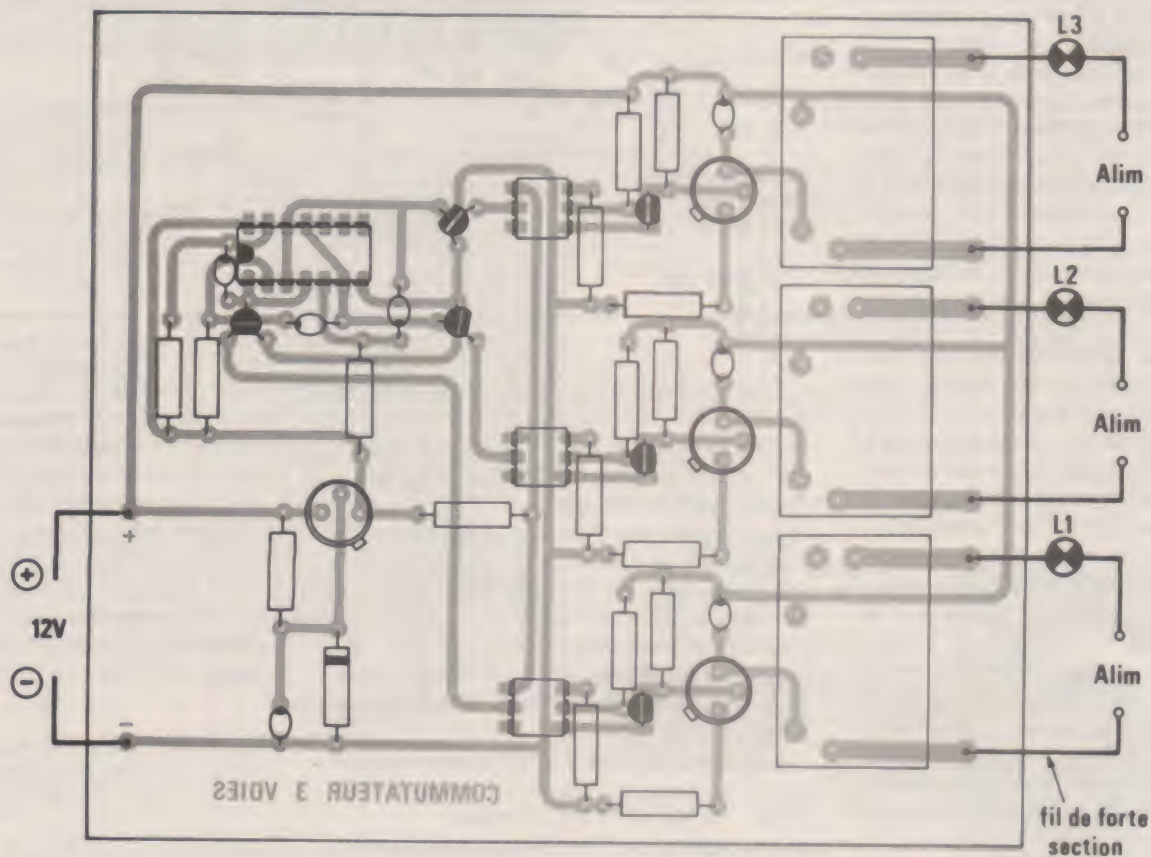 L3
Alim
L2
Alim
L1
Alim
+
+
12V
-
-
COMMUTATEUR 3 VOIES
fil de forte
section